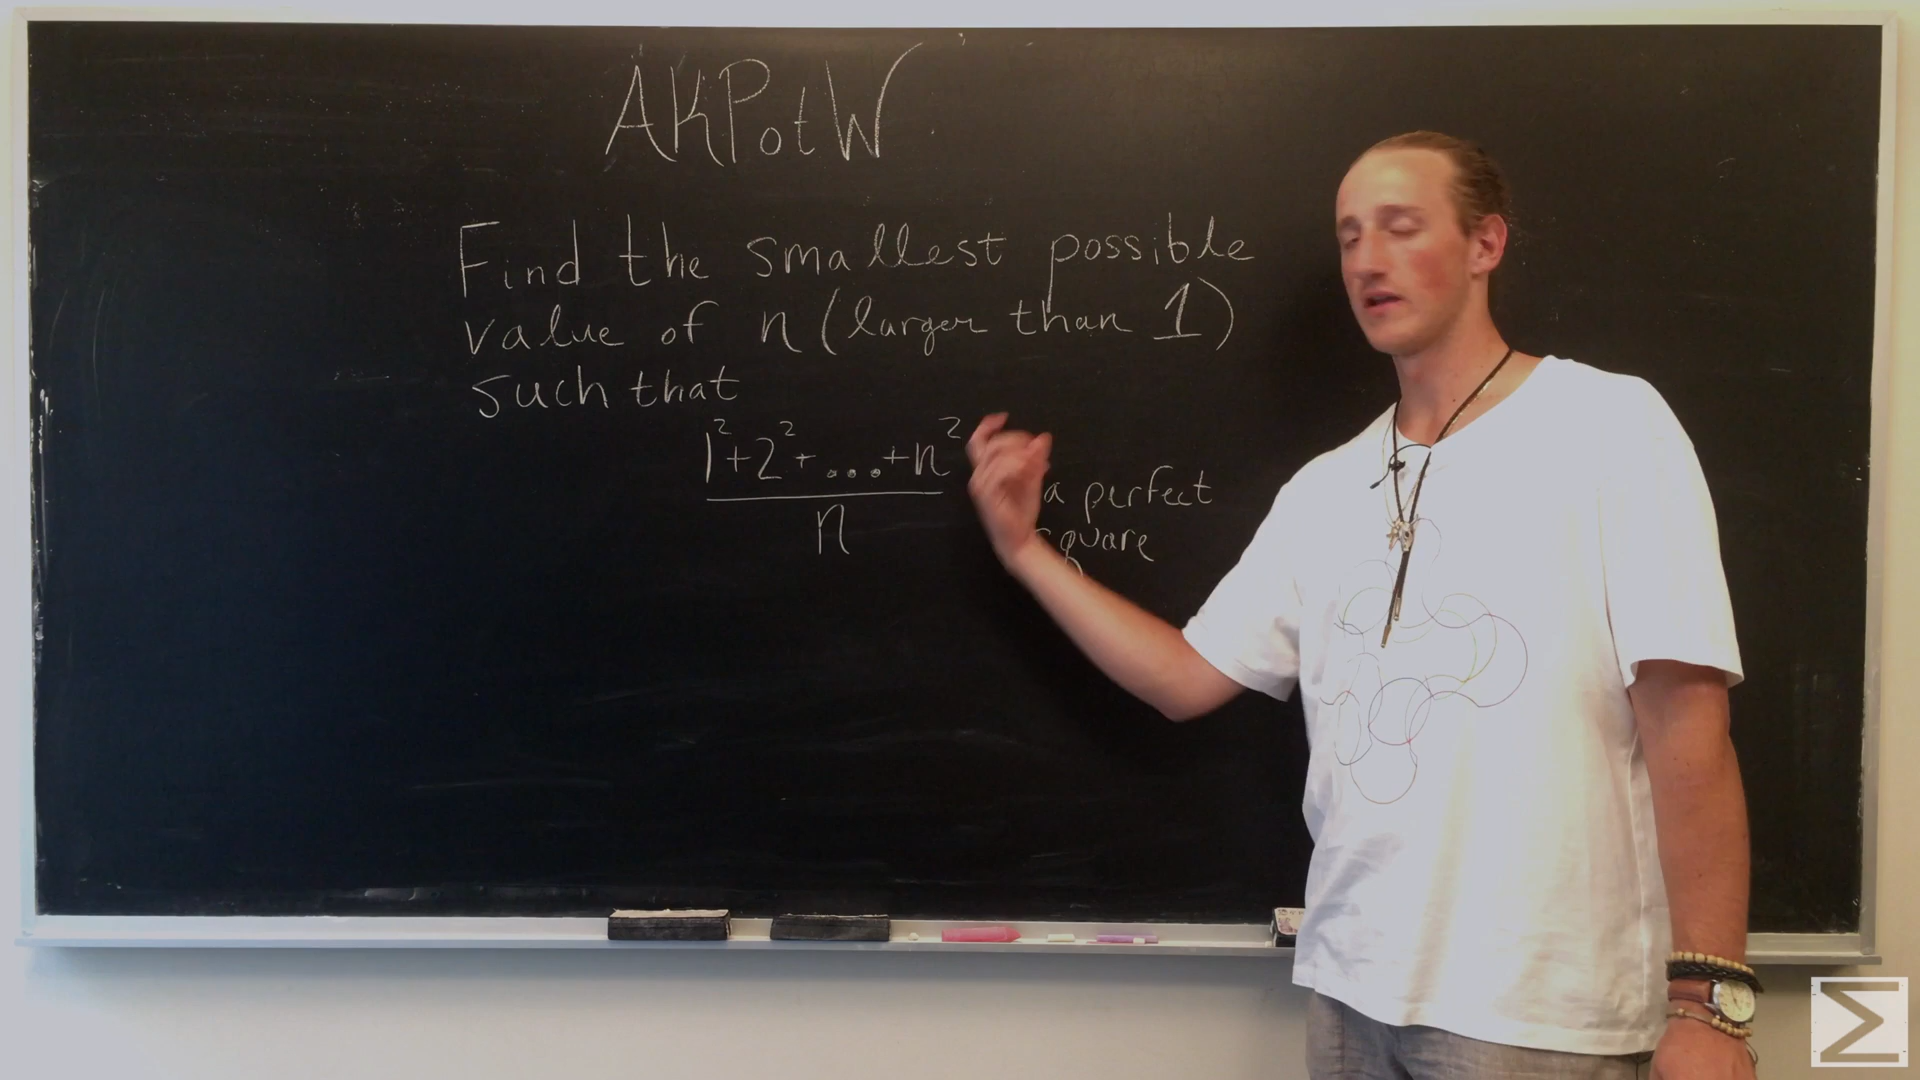 AKPotW
Find the smallest possible
value of n (larger than 1)
such that
1²+2²+...+n²
n
a perfect
square
Σ